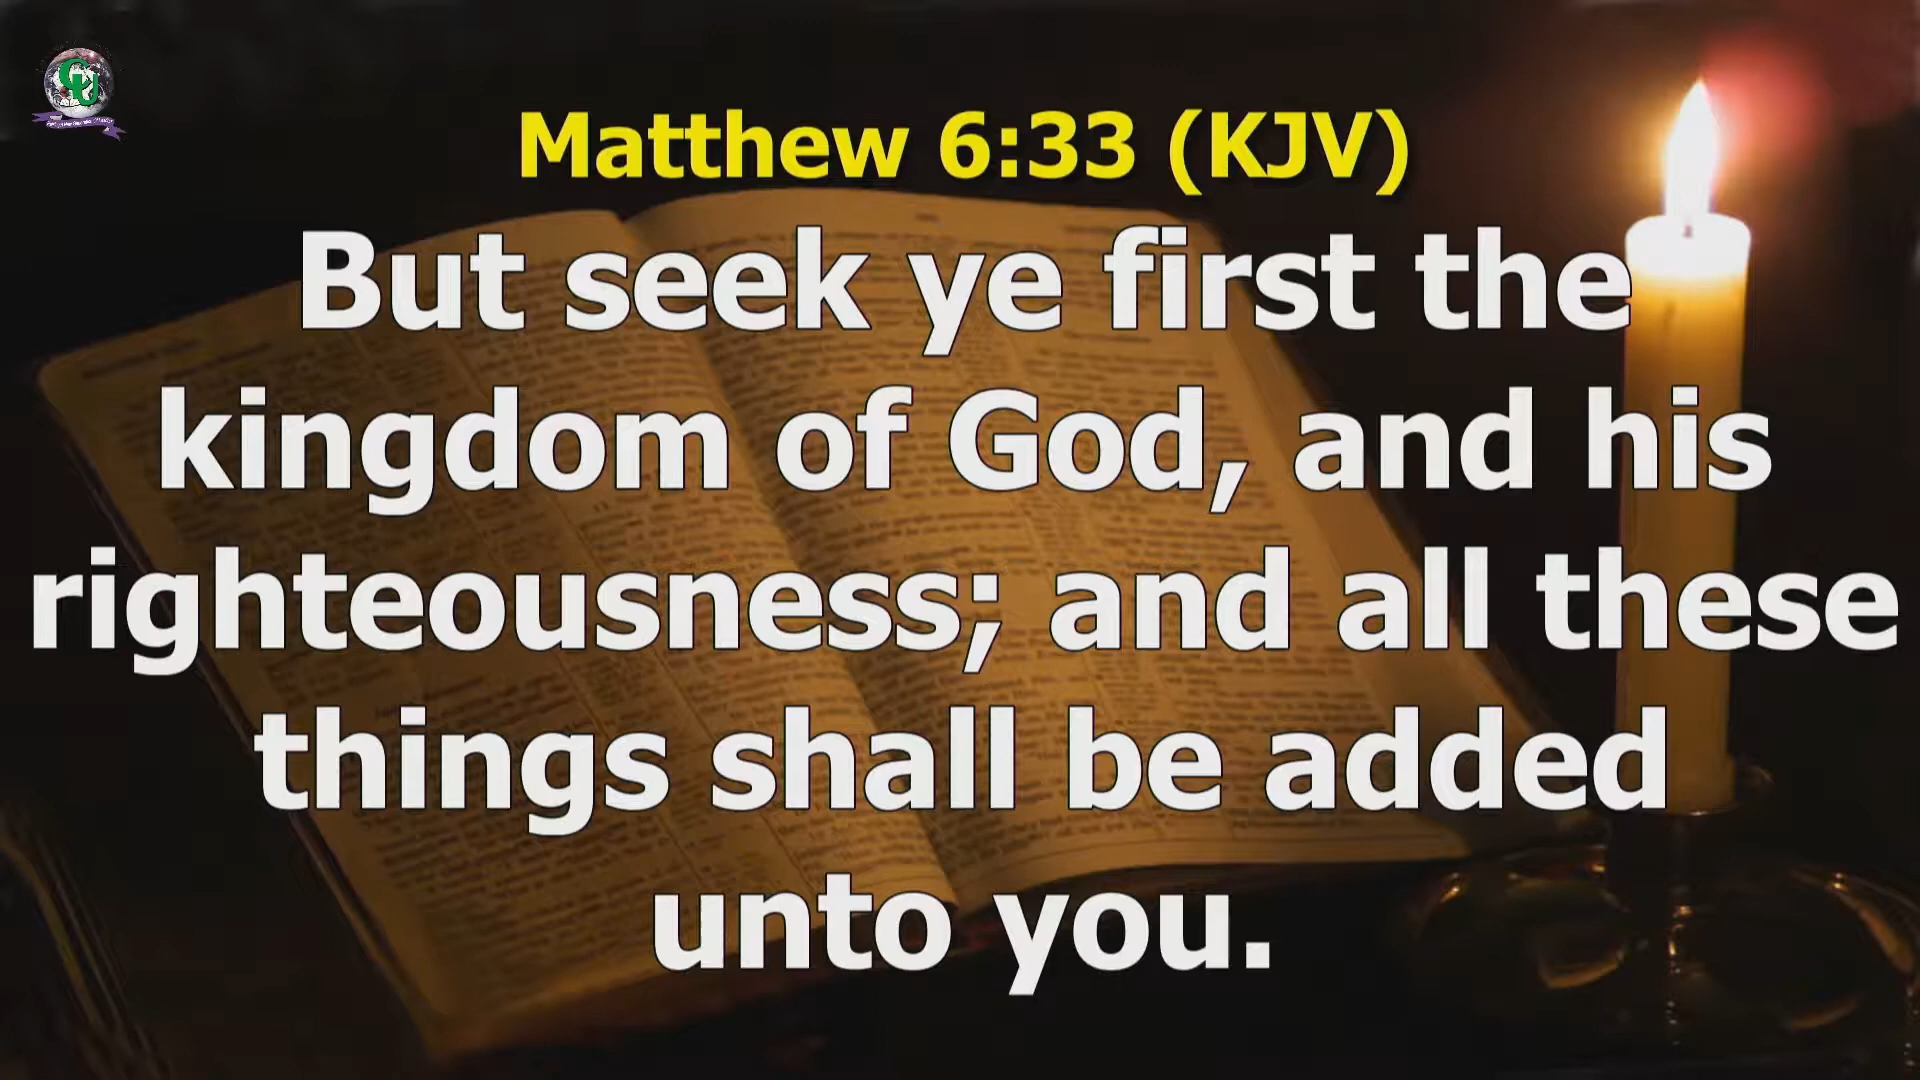 CU
Matthew 6:33 (KJV)
But seek ye first the
kingdom of God, and his
righteousness; and all these
things shall be added
unto you.